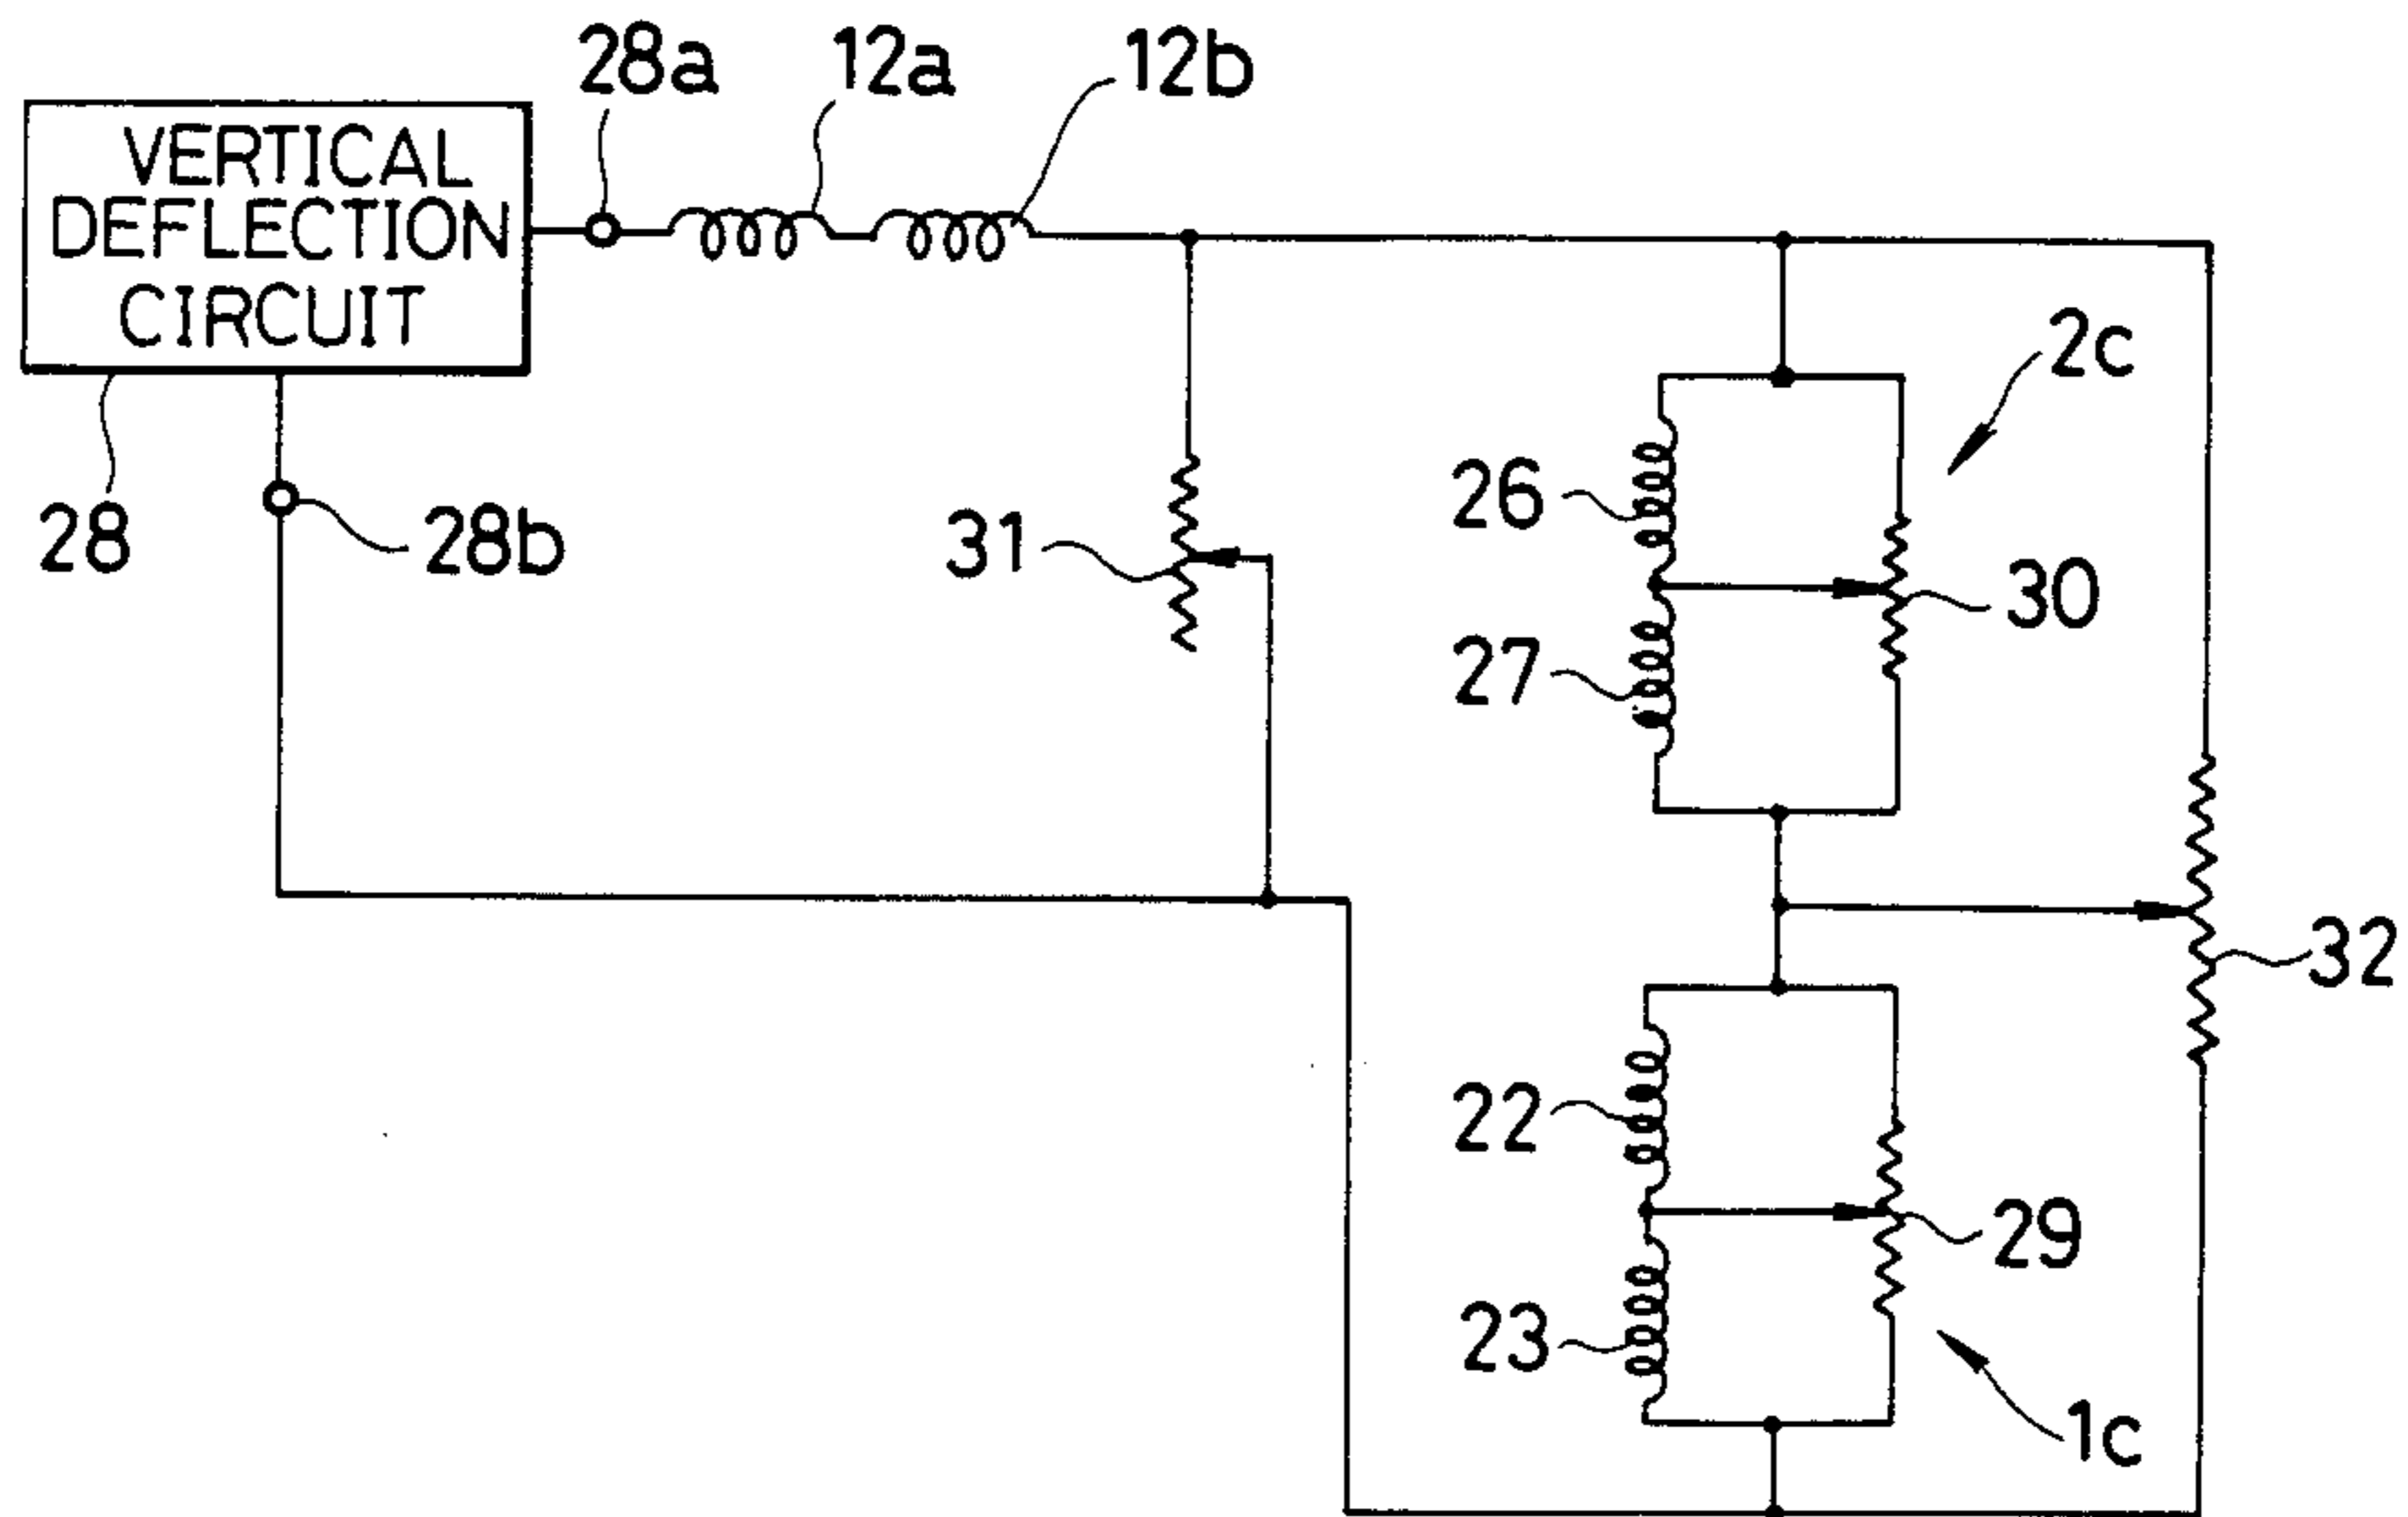 28a
12a
12b
VERTICAL
DEFLECTION
CIRCUIT
2c
26
28
28b
31
30
27
32
22
29
23
1c